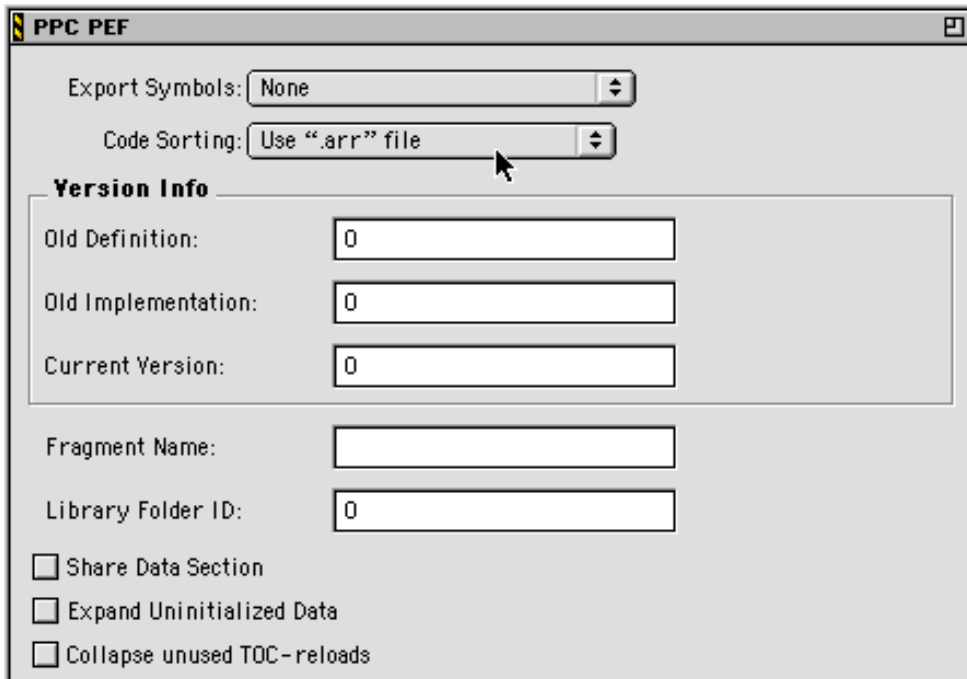 PPC PEF
Export Symbols: None
Code Sorting: Use “.arr” file
Version Info
Old Definition: 0
Old Implementation: 0
Current Version: 0
Fragment Name:
Library Folder ID: 0
Share Data Section
Expand Uninitialized Data
Collapse unused TOC-reloads